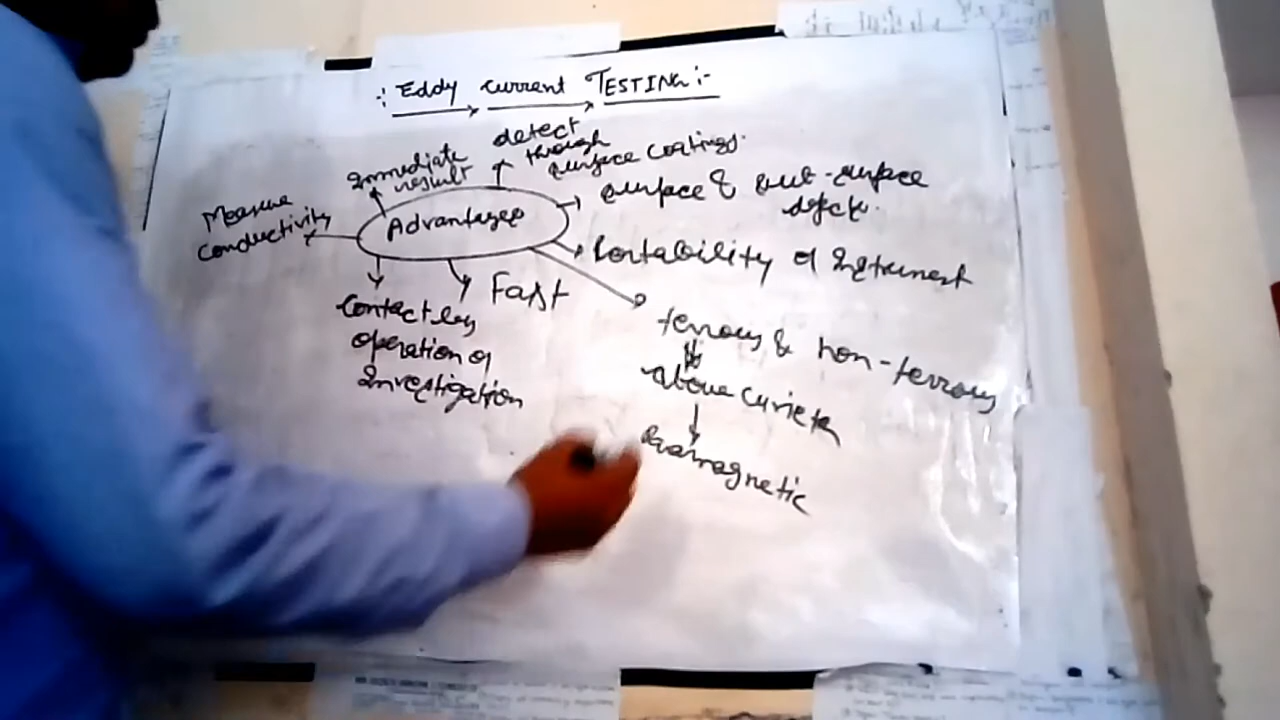 :Eddy current TESTING:-
detect
through
surface coatings.
Immediate
result
Measure
conductivity
Advantages
surface & sub-surface
defects.
Portability of Instrument
Fast
Contactless
operation of
Investigation
ferrous & non-ferrous
above curie